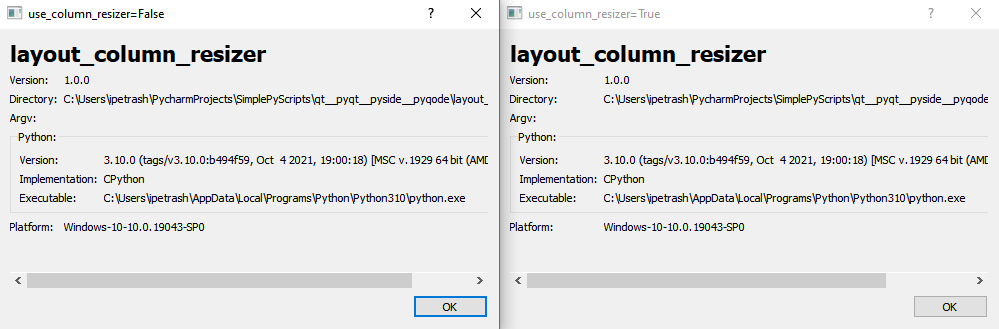 use_column_resizer=False ?
layout_column_resizer
Version: 1.0.0
Directory: C:\Users\ipetrash\PycharmProjects\SimplePyScripts\qt__pyqt__pyside__pyqode\layout_
Argv:
Python:
Version: 3.10.0 (tags/v3.10.0:b494f59, Oct 4 2021, 19:00:18) [MSC v.1929 64 bit (AMD
Implementation: CPython
Executable: C:\Users\ipetrash\AppData\Local\Programs\Python\Python310\python.exe
Platform: Windows-10-10.0.19043-SP0
OK
use_column_resizer=True ?
layout_column_resizer
Version: 1.0.0
Directory: C:\Users\ipetrash\PycharmProjects\SimplePyScripts\qt__pyqt__pyside__pyqode
Argv:
Python:
Version: 3.10.0 (tags/v3.10.0:b494f59, Oct 4 2021, 19:00:18) [MSC v.1929 64 bit (AMD
Implementation: CPython
Executable: C:\Users\ipetrash\AppData\Local\Programs\Python\Python310\python.exe
Platform: Windows-10-10.0.19043-SP0
OK